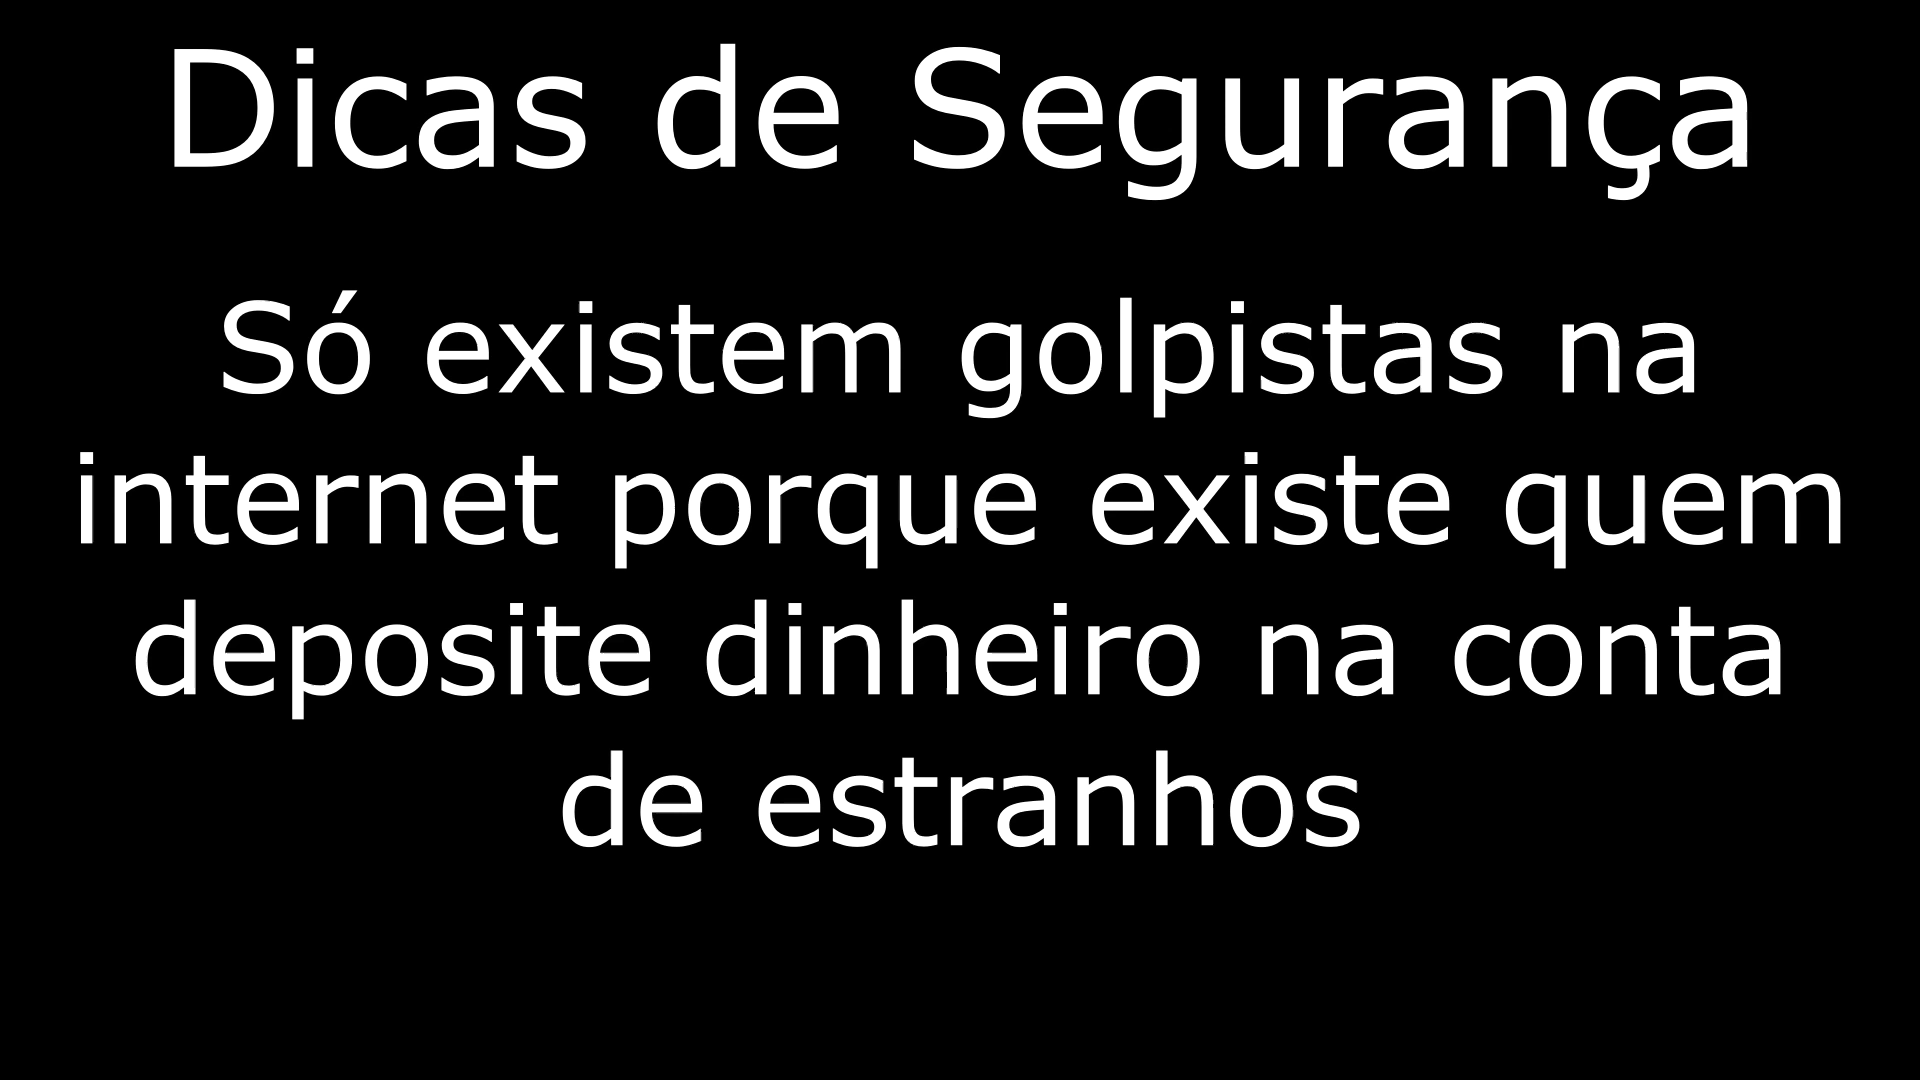 Dicas de Segurança
Só existem golpistas na
internet porque existe quem
deposite dinheiro na conta
de estranhos